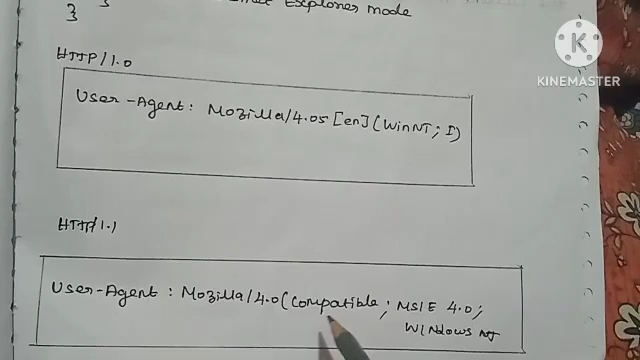 Explorer mode
}
K
KINEMASTER
HTTP/1.0
User-Agent: Mozilla/4.05 [en] (WinNT; I)
HTTP/1.1
User-Agent: Mozilla/4.0 (Compatible; MSIE 4.0;
Windows NT